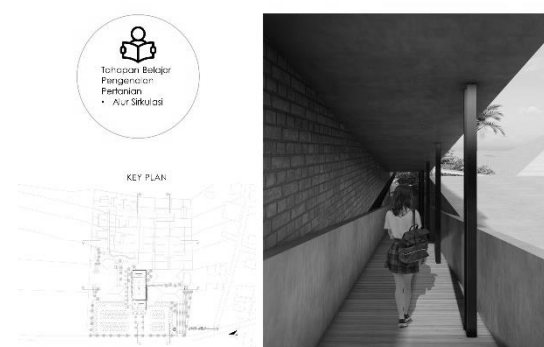 Tahapan Belajar
Pengenalan
Pertanian
• Alur Sirkulasi
KEY PLAN